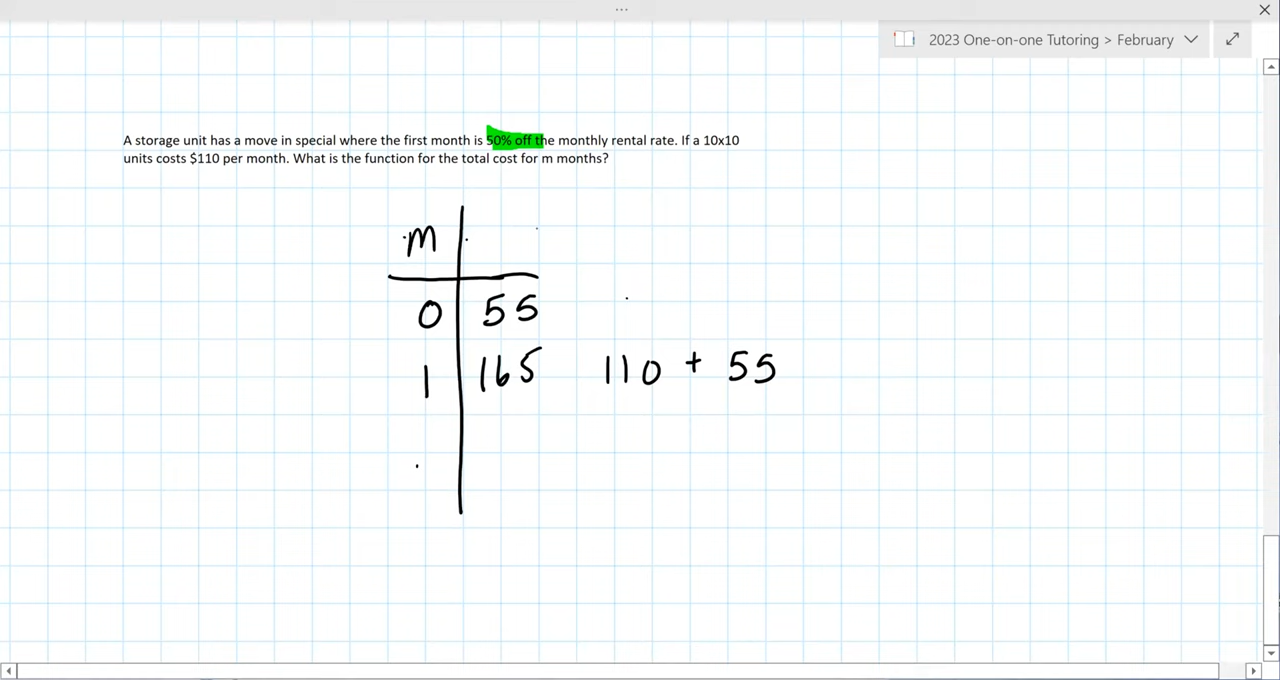 2023 One-on-one Tutoring > February
A storage unit has a move in special where the first month is 50% off the monthly rental rate. If a 10x10
units costs $110 per month. What is the function for the total cost for m months?
m
0 55
1 165 110 + 55